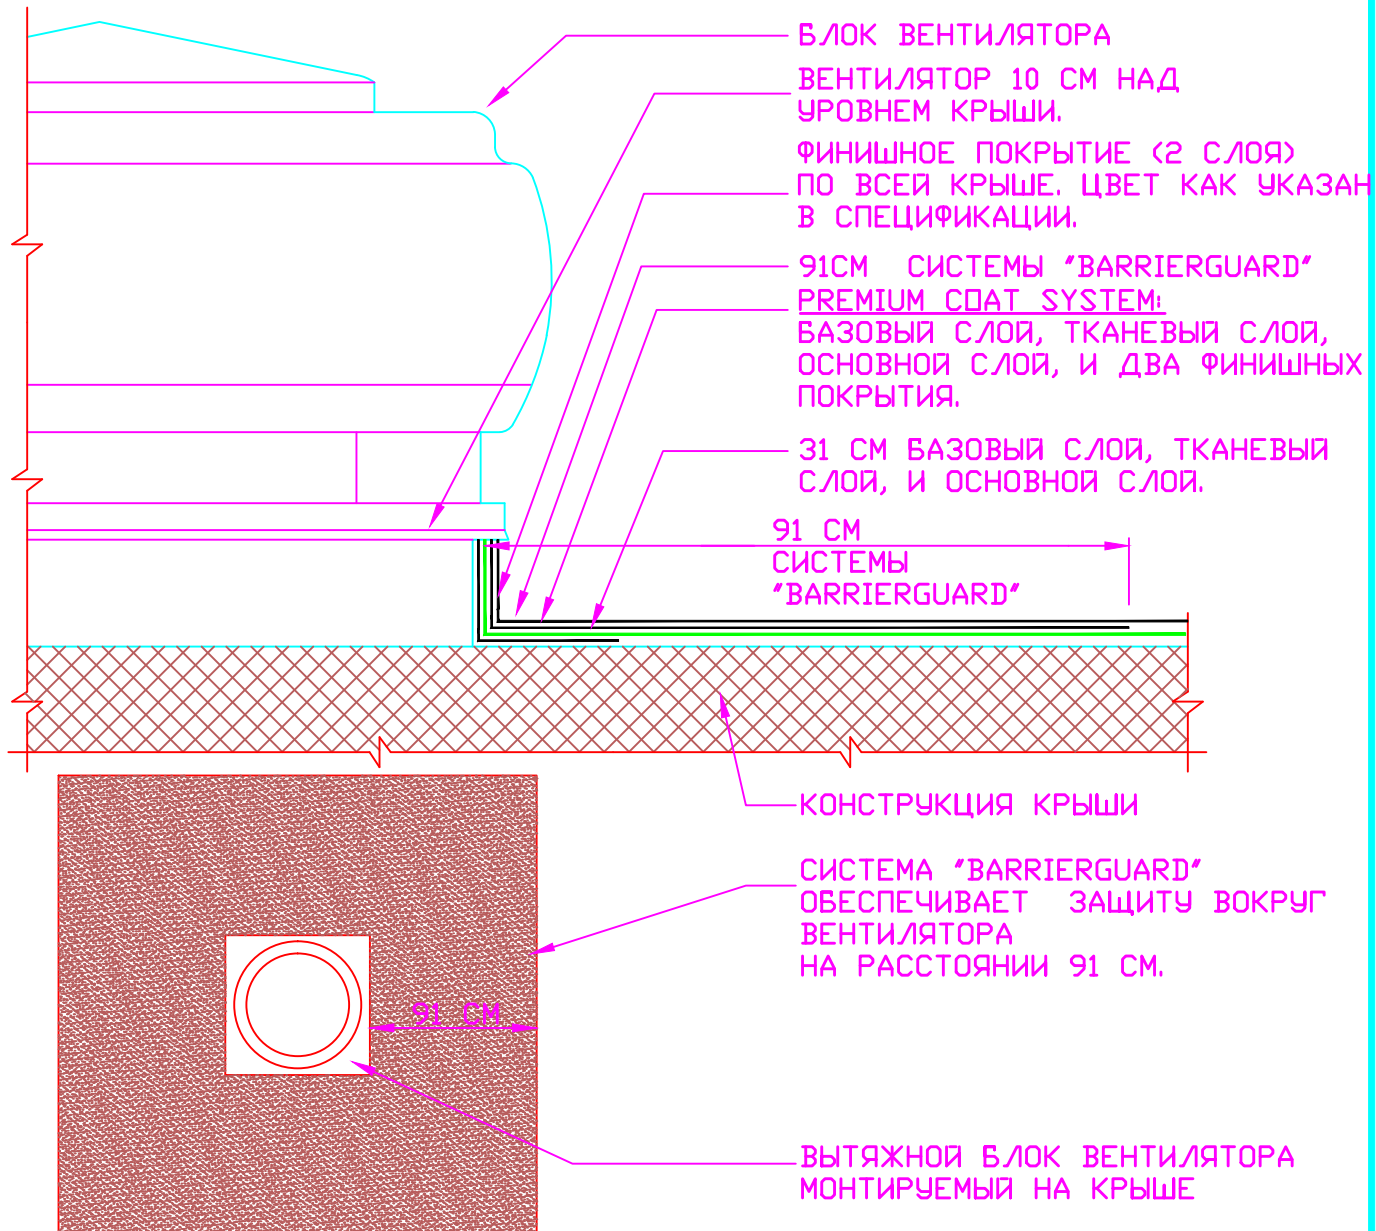 БЛОК ВЕНТИЛЯТОРА
ВЕНТИЛЯТОР 10 СМ НАД
УРОВНЕМ КРЫШИ.
ФИНИШНОЕ ПОКРЫТИЕ (2 СЛОЯ)
ПО ВСЕЙ КРЫШЕ. ЦВЕТ КАК УКАЗАН
В СПЕЦИФИКАЦИИ.
91СМ СИСТЕМЫ "BARRIERGUARD"
PREMIUM COAT SYSTEM:
БАЗОВЫЙ СЛОЙ, ТКАНЕВЫЙ СЛОЙ,
ОСНОВНОЙ СЛОЙ, И ДВА ФИНИШНЫХ
ПОКРЫТИЯ.
31 СМ БАЗОВЫЙ СЛОЙ, ТКАНЕВЫЙ
СЛОЙ, И ОСНОВНОЙ СЛОЙ.
91 СМ
СИСТЕМЫ
"BARRIERGUARD"
КОНСТРУКЦИЯ КРЫШИ
СИСТЕМА "BARRIERGUARD"
ОБЕСПЕЧИВАЕТ ЗАЩИТУ ВОКРУГ
ВЕНТИЛЯТОРА
НА РАССТОЯНИИ 91 СМ.
91 СМ
ВЫТЯЖНОЙ БЛОК ВЕНТИЛЯТОРА
МОНТИРУЕМЫЙ НА КРЫШЕ